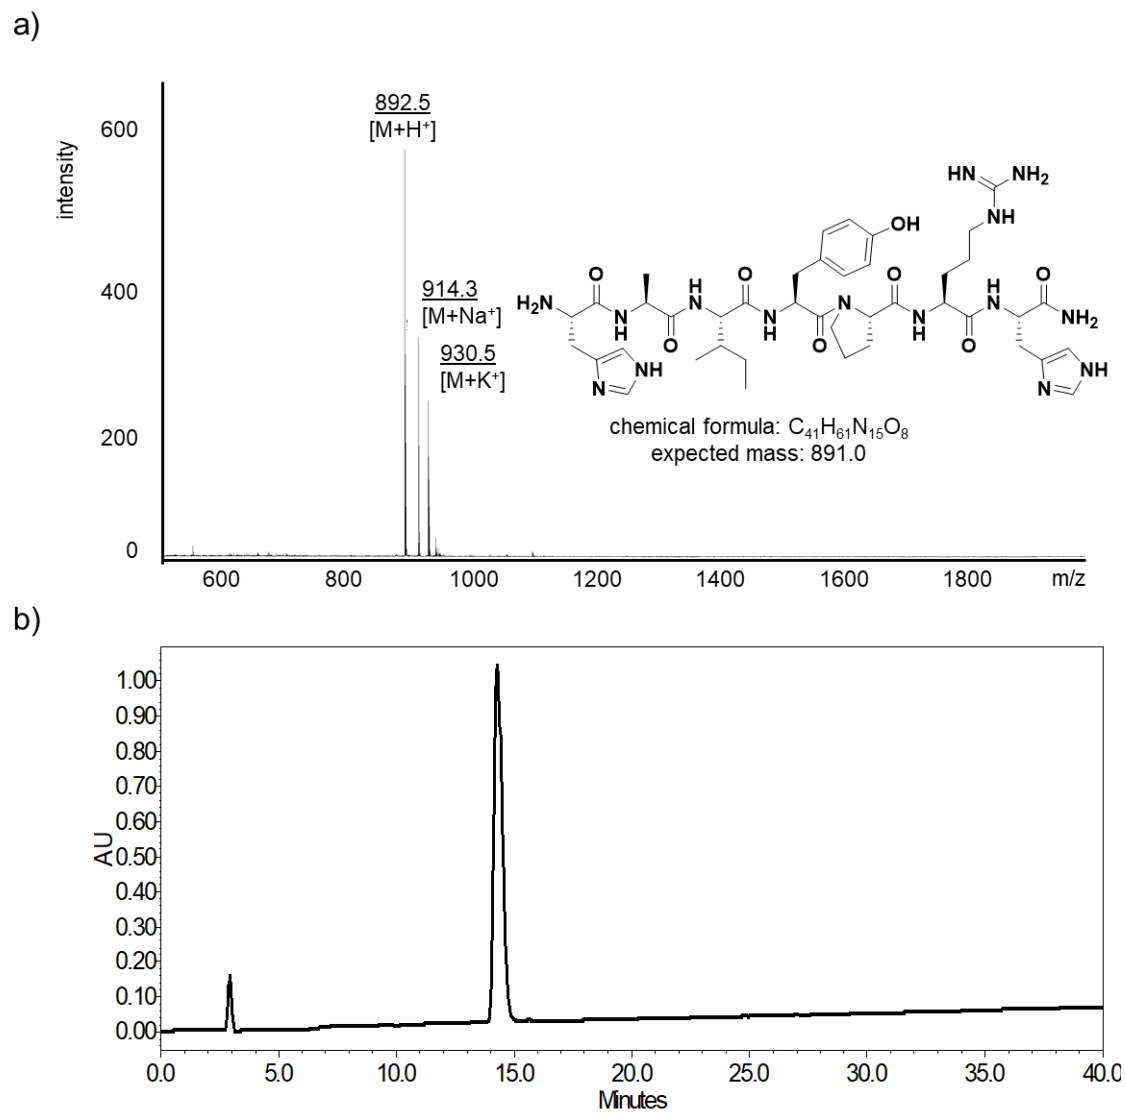 a)
intensity
600
400
200
0
892.5
[M+H⁺]
914.3
[M+Na⁺]
930.5
[M+K⁺]
H₂N
O
N
H
O
H
N
O
N
H
OH
O
N
O
N
H
HN
NH₂
NH
O
H
N
O
NH₂
N
NH
N
NH
chemical formula: C₄₁H₆₁N₁₅O₈
expected mass: 891.0
600 800 1000 1200 1400 1600 1800 m/z
b)
AU
1.00
0.90
0.80
0.70
0.60
0.50
0.40
0.30
0.20
0.10
0.00
0.0 5.0 10.0 15.0 20.0 25.0 30.0 35.0 40.0
Minutes